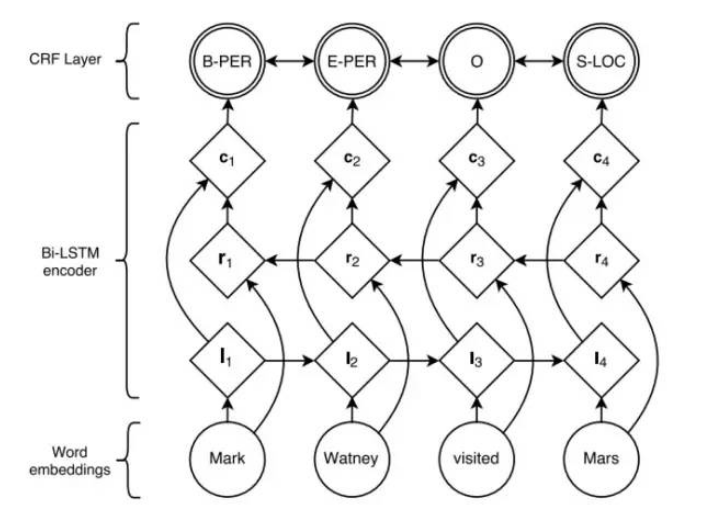 CRF Layer
B-PER
E-PER
O
S-LOC
c1
c2
c3
c4
Bi-LSTM
encoder
r1
r2
r3
r4
l1
l2
l3
l4
Word
embeddings
Mark
Watney
visited
Mars